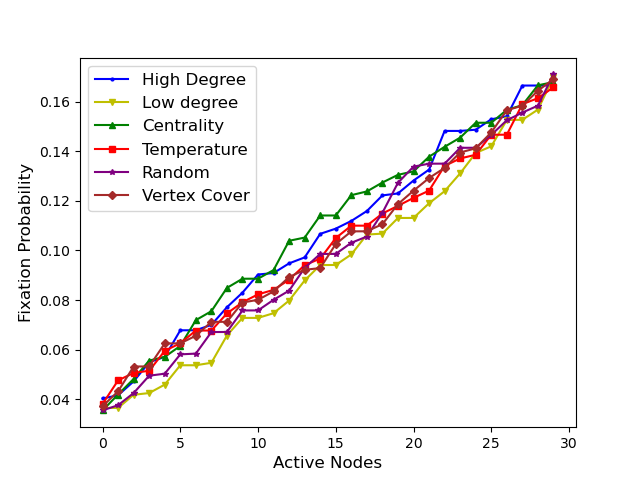 High Degree
Low degree
Centrality
Temperature
Random
Vertex Cover
Fixation Probability
0.16
0.14
0.12
0.10
0.08
0.06
0.04
0 5 10 15 20 25 30
Active Nodes